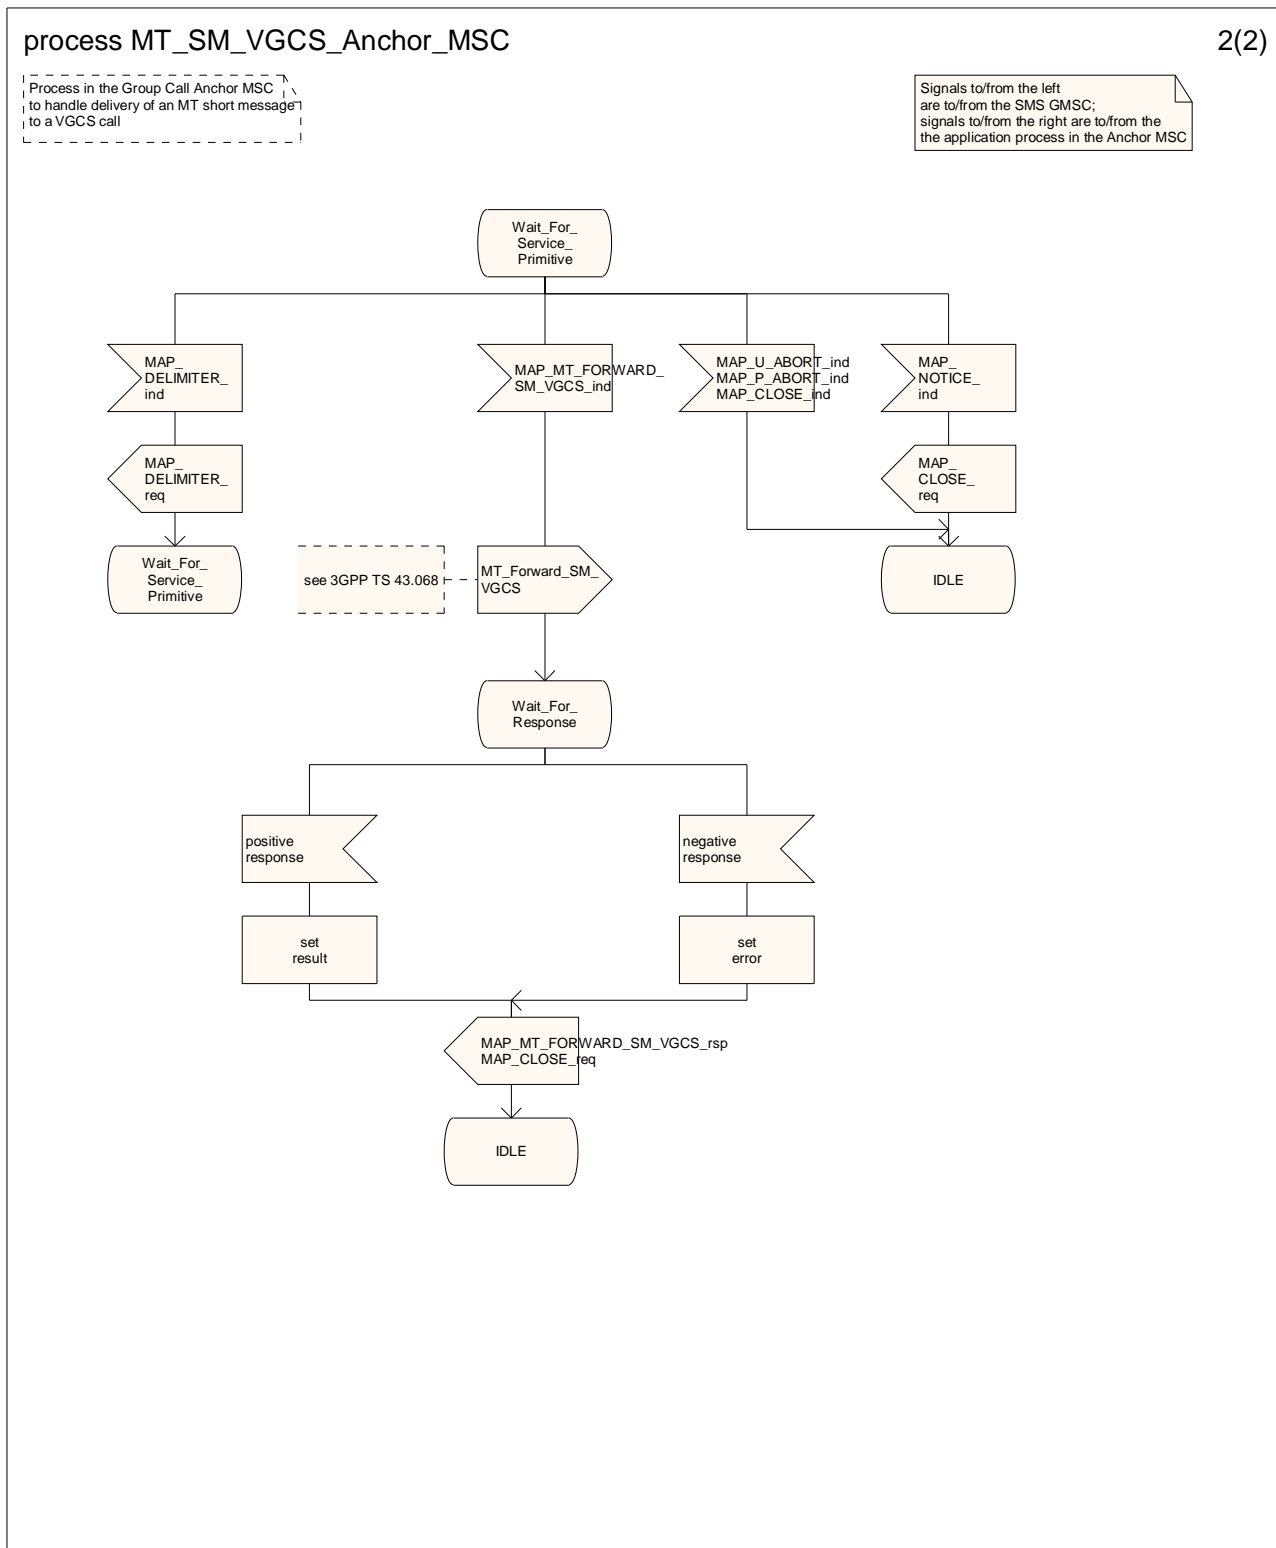 process MT_SM_VGCS_Anchor_MSC
2(2)
Process in the Group Call Anchor MSC
to handle delivery of an MT short message
to a VGCS call
Signals to/from the left
are to/from the SMS GMSC;
signals to/from the right are to/from the
the application process in the Anchor MSC
Wait_For_
Service_
Primitive
MAP_
DELIMITER_
ind
MAP_MT_FORWARD_
SM_VGCS_ind
MAP_U_ABORT_ind
MAP_P_ABORT_ind
MAP_CLOSE_ind
MAP_
NOTICE_
ind
MAP_
DELIMITER_
req
MAP_
CLOSE_
req
Wait_For_
Service_
Primitive
see 3GPP TS 43.068
MT_Forward_SM_
VGCS
IDLE
Wait_For_
Response
positive
response
negative
response
set
result
set
error
MAP_MT_FORWARD_SM_VGCS_rsp
MAP_CLOSE_req
IDLE